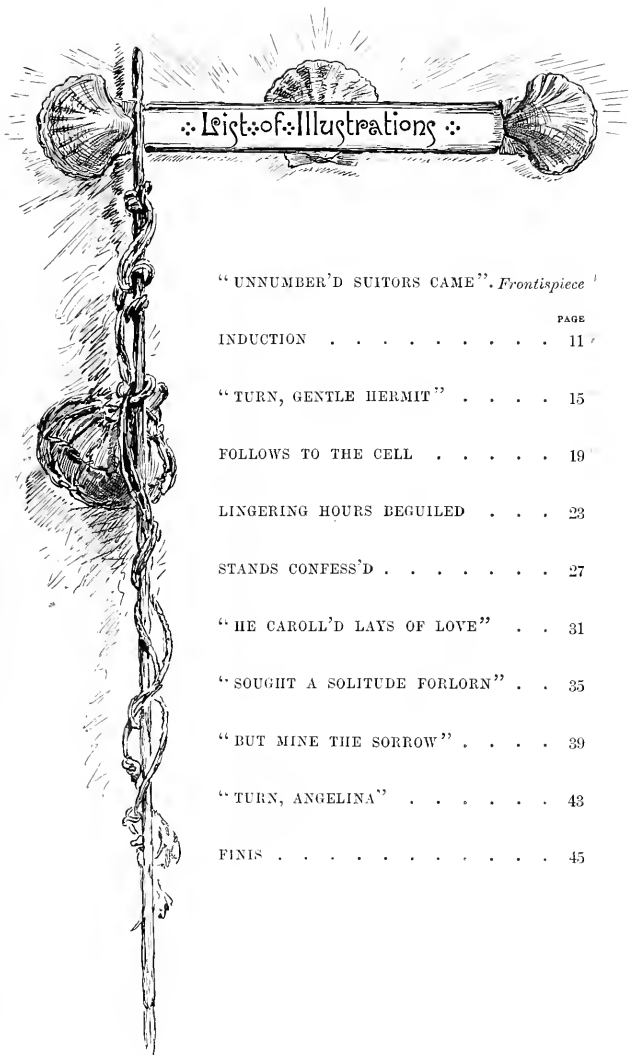 ·:· List·:·of·:·Illustrations ·:·
“ UNNUMBER’D SUITORS CAME”. Frontispiece
PAGE
INDUCTION . . . . . . . . . 11
“ TURN, GENTLE HERMIT” . . . . 15
FOLLOWS TO THE CELL . . . . . 19
LINGERING HOURS BEGUILED . . . 23
STANDS CONFESS’D . . . . . . . 27
“ HE CAROLL’D LAYS OF LOVE” . . 31
“ SOUGHT A SOLITUDE FORLORN” . . 35
“ BUT MINE THE SORROW” . . . . 39
“ TURN, ANGELINA” . . . . . . 43
FINIS . . . . . . . . . . . 45